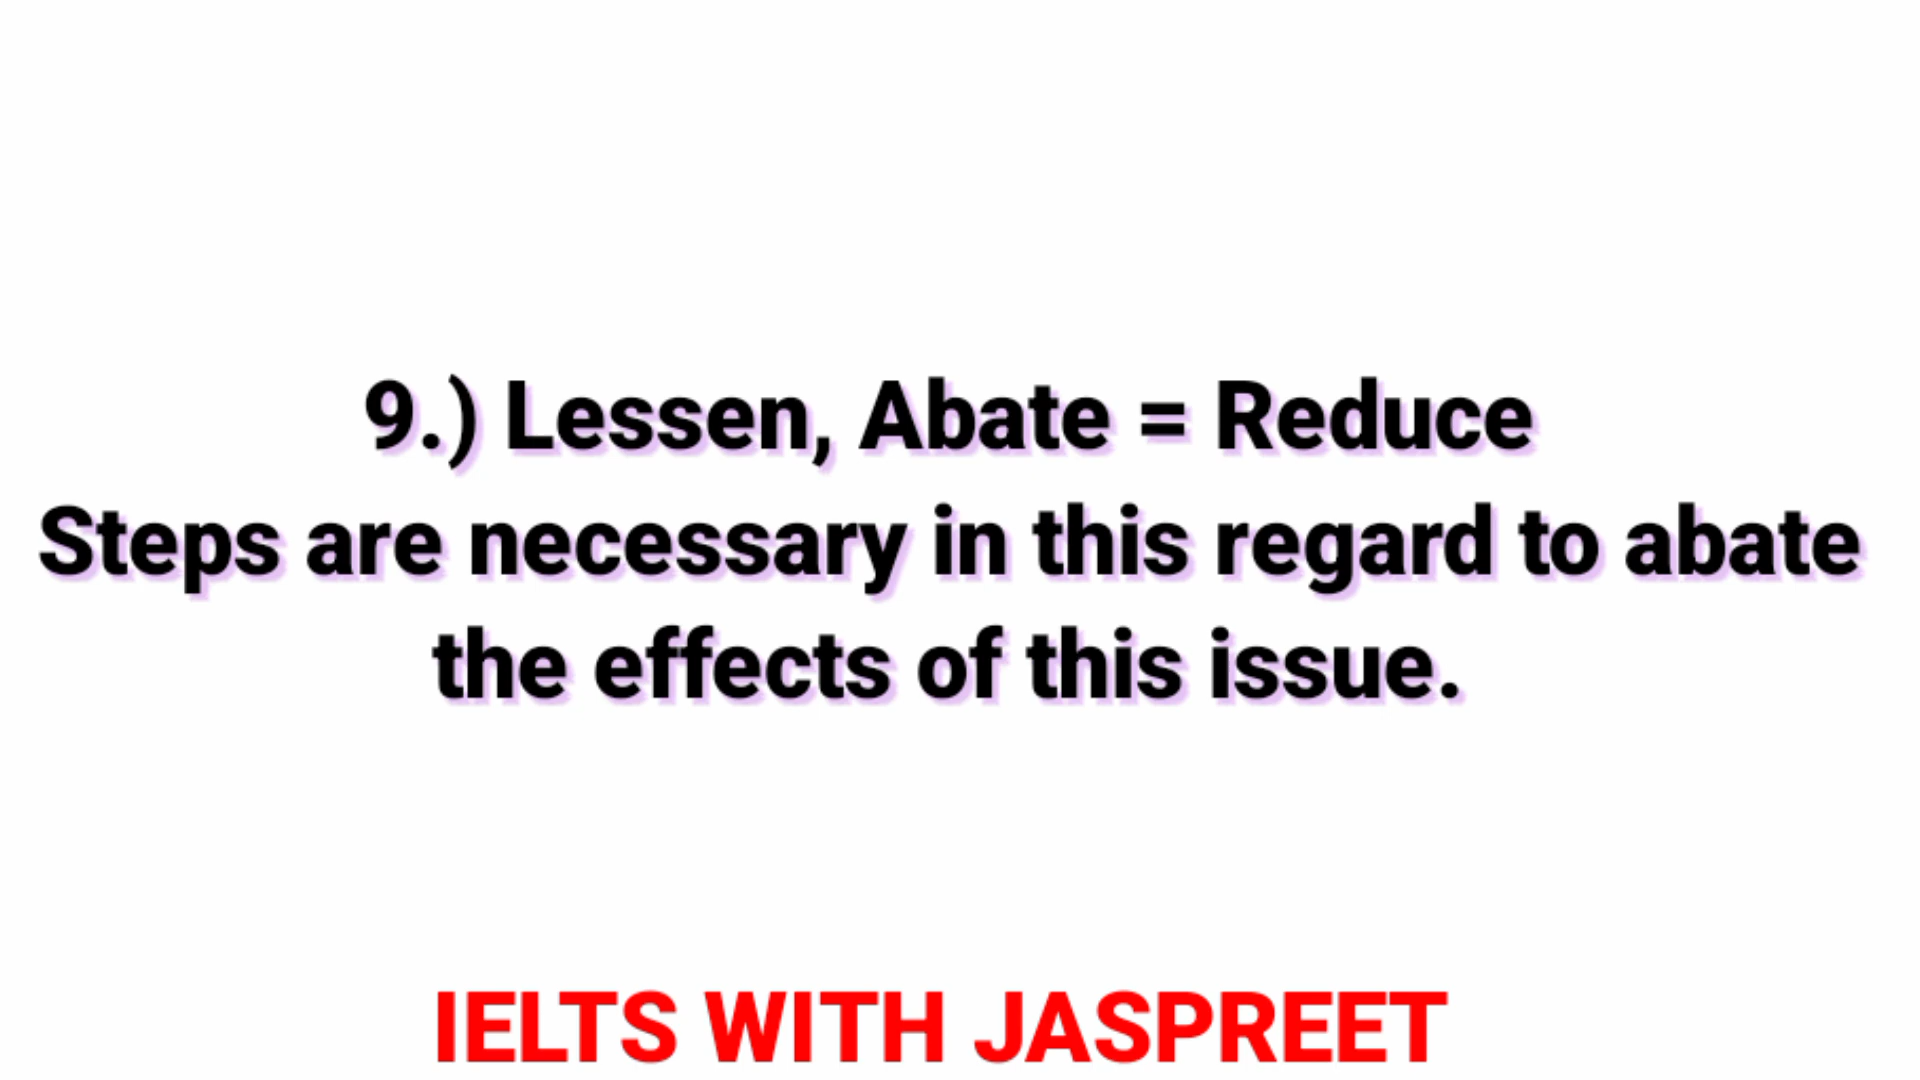 9.) Lessen, Abate = Reduce
Steps are necessary in this regard to abate
the effects of this issue.
IELTS WITH JASPREET